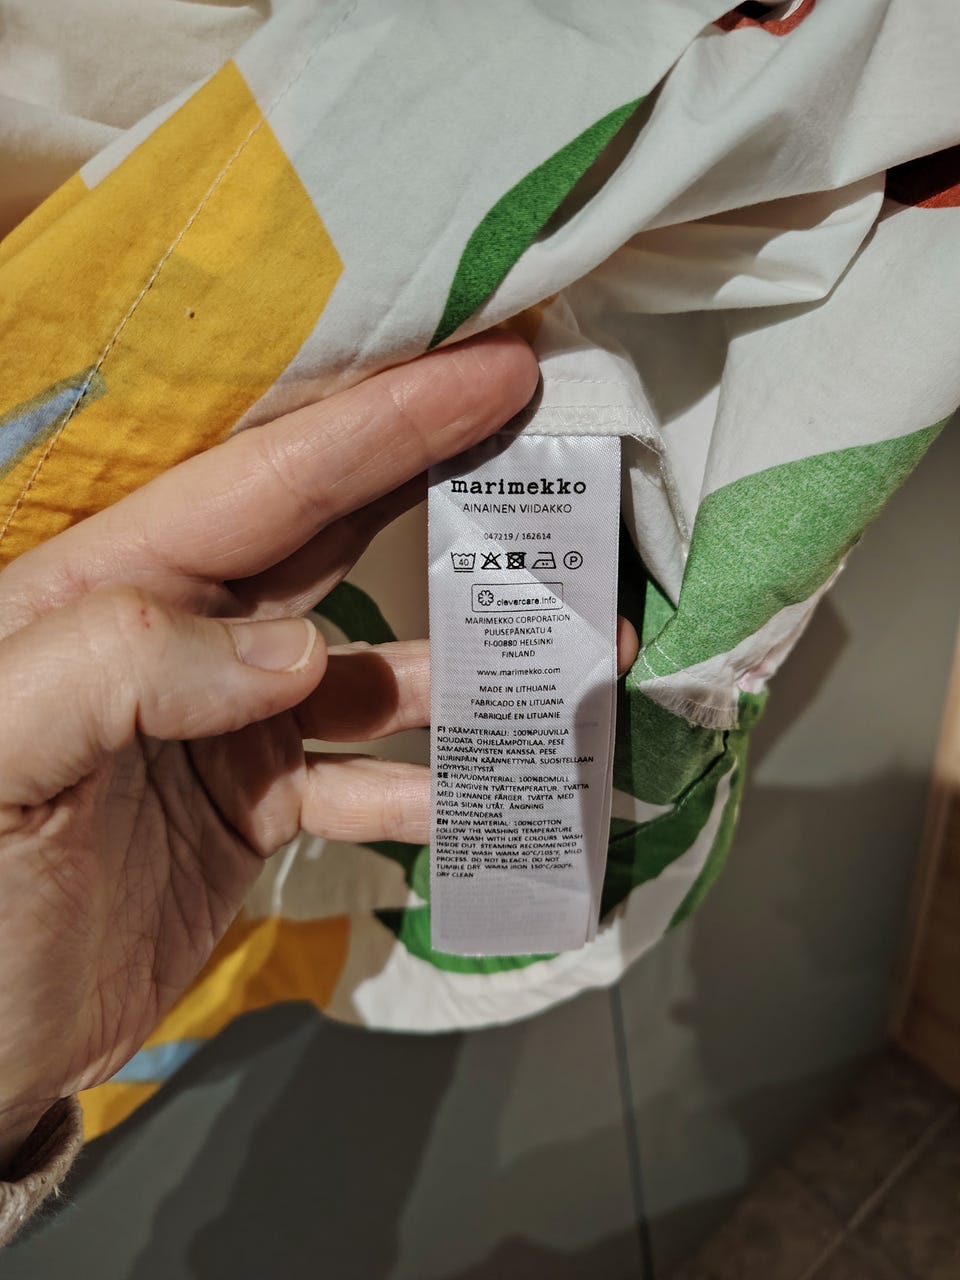 marimekko
AINAINEN VIIDAKKO
047219 / 162614
40 P
clevercare.info
MARIMEKKO CORPORATION
PUUSEPÄNKATU 4
FI-00880 HELSINKI
FINLAND
www.marimekko.com
MADE IN LITHUANIA
FABRICADO EN LITUANIA
FABRIQUÉ EN LITUANIE
FI PÄÄMATERIAALI: 100%PUUVILLA
NOUDATA OHJELÄMPÖTILAA. PESE
SAMANSÄVYISTEN KANSSA. PESE
NURINPÄIN KÄÄNNETTYNÄ. SUOSITELLAAN
HÖYRYSILITYSTÄ
SE HUVUDMATERIAL: 100%BOMULL
FÖLJ ANGIVEN TVÄTTEMPERATUR. TVÄTTA
MED LIKNANDE FÄRGER. TVÄTTA MED
AVIGA SIDAN UTÅT. ÅNGNING
REKOMMENDERAS
EN MAIN MATERIAL: 100%COTTON
FOLLOW THE WASHING TEMPERATURE
GIVEN. WASH WITH LIKE COLOURS. WASH
INSIDE OUT. STEAMING RECOMMENDED
MACHINE WASH WARM 40°C/105°F, MILD
PROCESS. DO NOT BLEACH. DO NOT
TUMBLE DRY. WARM IRON 150°C/300°F.
DRY CLEAN